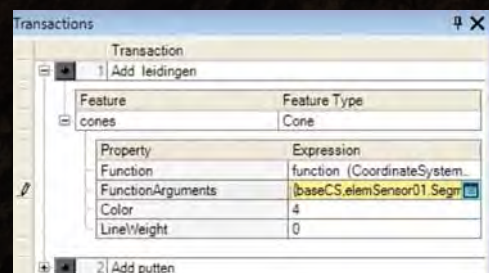 Transactions
Transaction
1 Add leidingen
Feature Feature Type
cones Cone
Property Expression
Function function (CoordinateSystem..
FunctionArguments {baseCS,elemSensor01.Segm
Color 4
LineWeight 0
2 Add putten